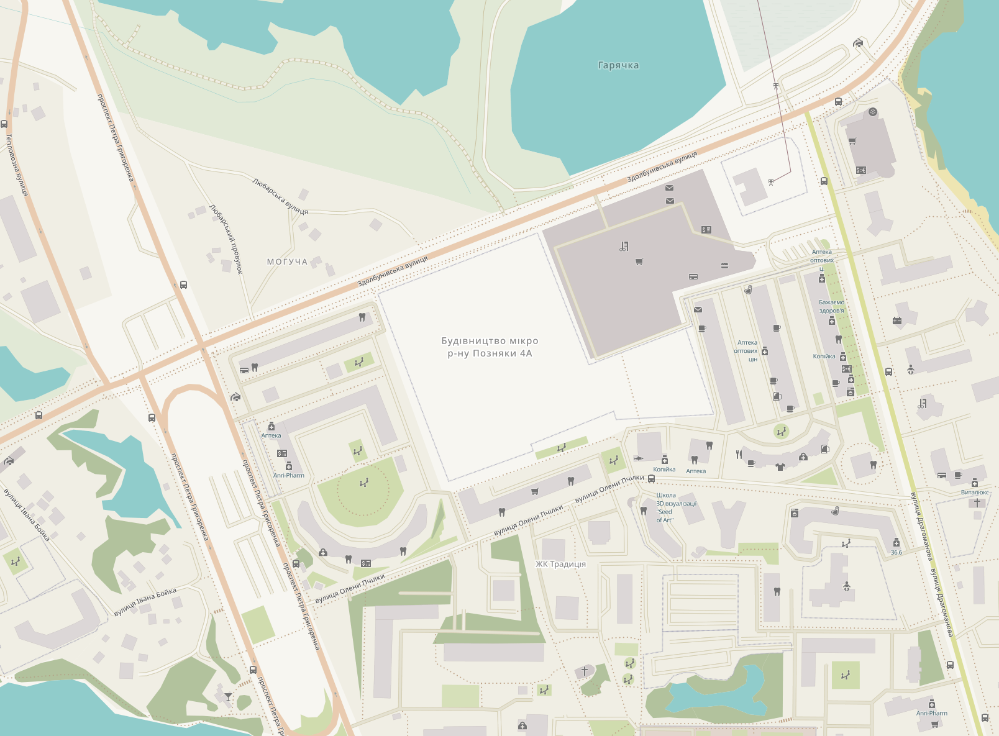 Гарячка
проспект Петра Григоренка
Тепловозна вулиця
Здолбунівська вулиця
Любарська вулиця
Любарський провулок
МОГУЧА
Здолбунівська вулиця
Аптека
оптових
ц.
Бажаємо
здоров'я
Будівництво мікро
р-ну Позняки 4А
Аптека
оптових
цін
Копійка
Аптека
Anri-Pharm
проспект Петра Григоренка
проспект Петра Григоренка
Копійка
Аптека
вулиця Олени Пчілки
вулиця Олени Пчілки
Школа
3D візуалізації
"Seed
of Art"
Виталюкс
вулиця Драгоманова
вулиця Івана Бойка
36.6
ЖК Традиція
вулиця Драгоманова
проспект Петра Григоренка
вулиця Олени Пчілки
вулиця Івана Бойка
проспект Петра Гри
Anri-Pharm